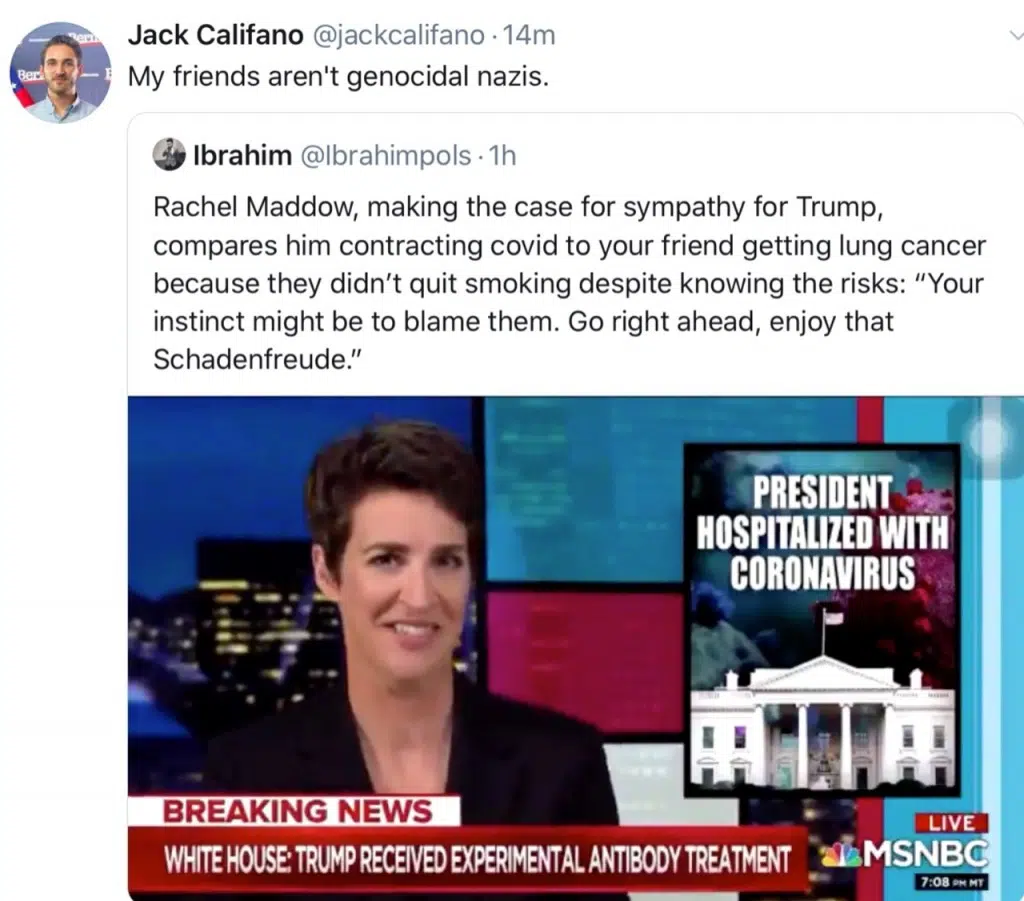 Jack Califano @jackcalifano · 14m
My friends aren't genocidal nazis.
Ibrahim @Ibrahimpols · 1h
Rachel Maddow, making the case for sympathy for Trump,
compares him contracting covid to your friend getting lung cancer
because they didn’t quit smoking despite knowing the risks: “Your
instinct might be to blame them. Go right ahead, enjoy that
Schadenfreude.”
PRESIDENT
HOSPITALIZED WITH
CORONAVIRUS
BREAKING NEWS
WHITE HOUSE: TRUMP RECEIVED EXPERIMENTAL ANTIBODY TREATMENT
LIVE
MSNBC
7:08 PM MT